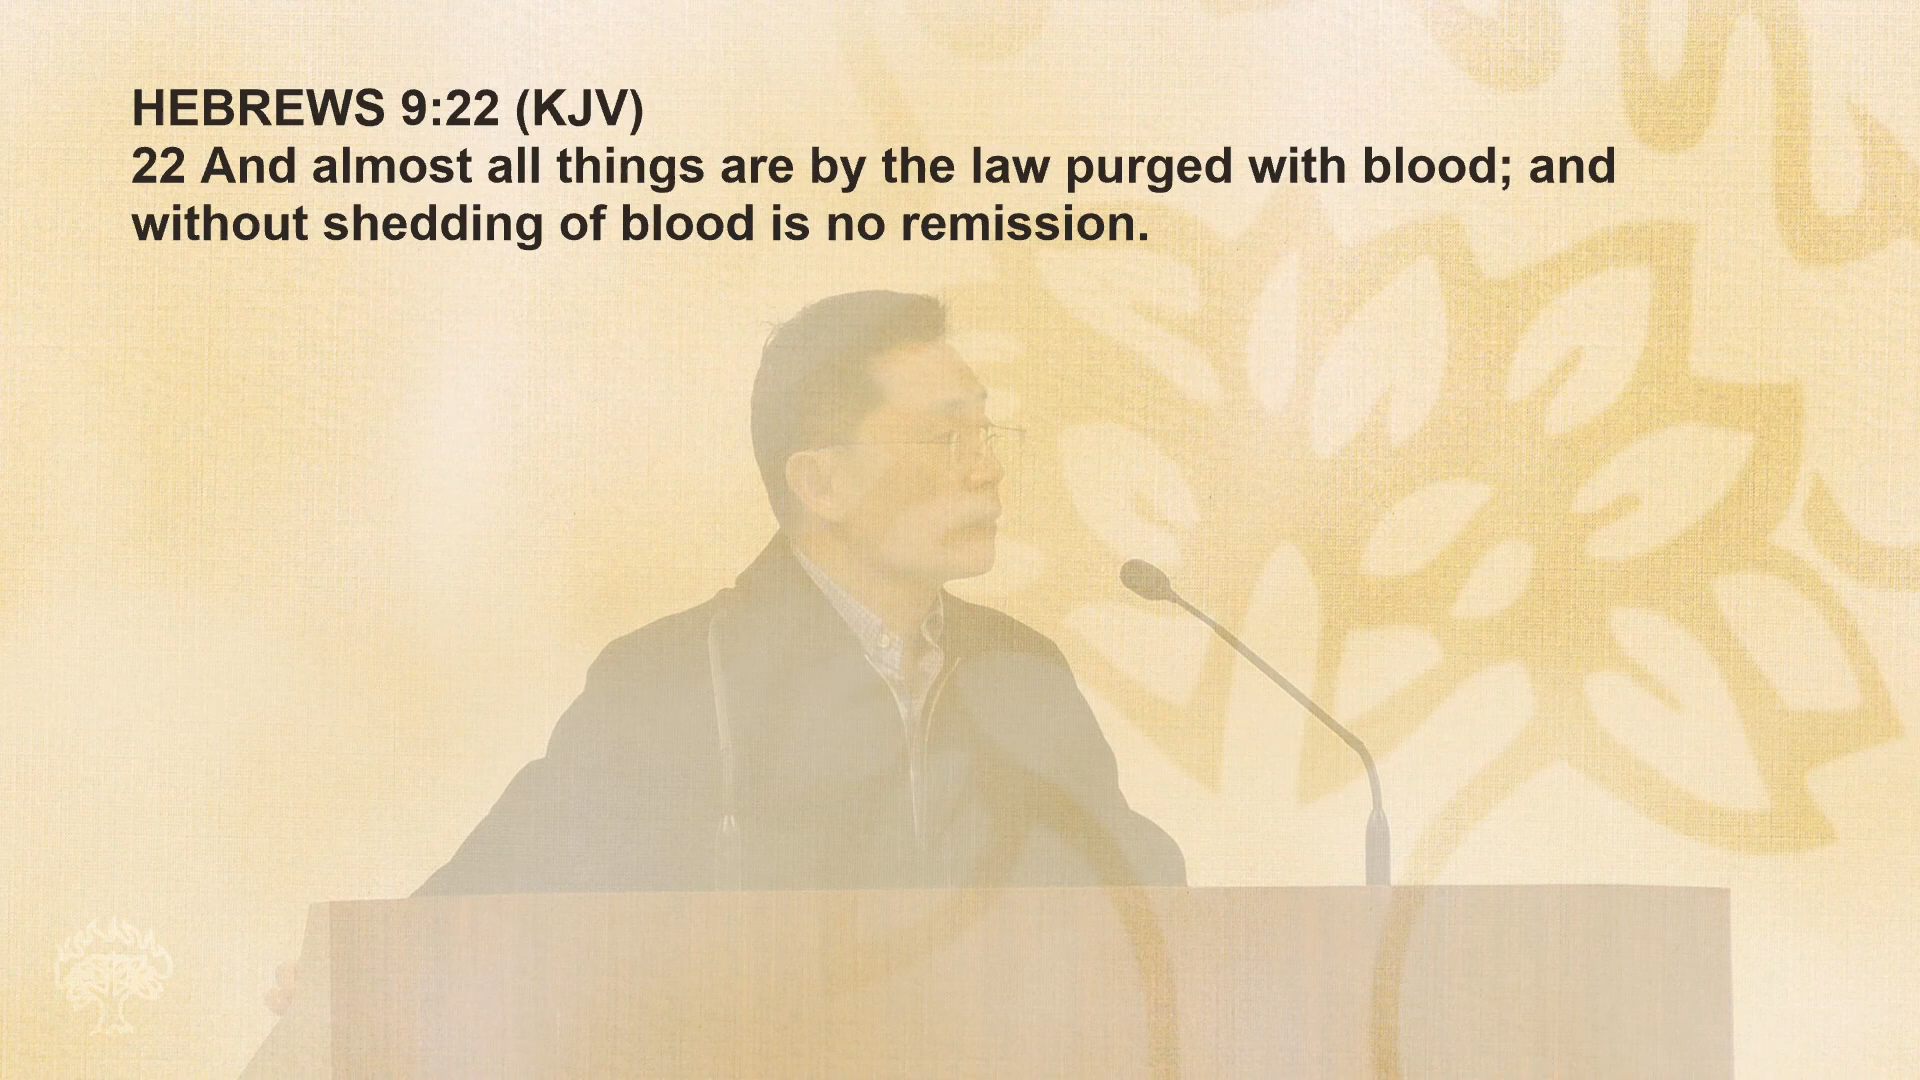 HEBREWS 9:22 (KJV)
22 And almost all things are by the law purged with blood; and
without shedding of blood is no remission.